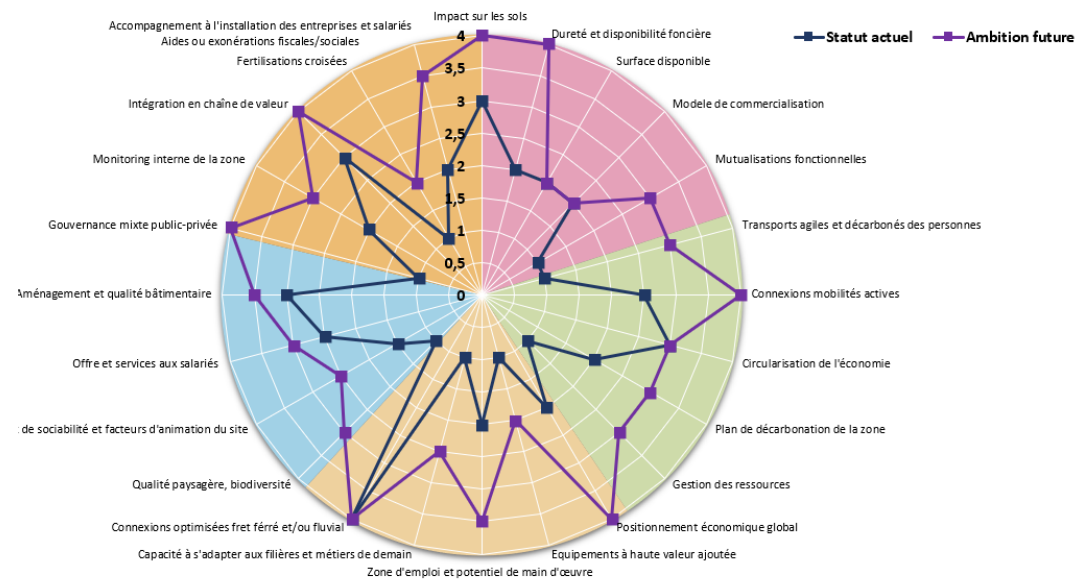 Impact sur les sols
Accompagnement à l'installation des entreprises et salariés
Aides ou exonérations fiscales/sociales
Fertilisations croisées
Intégration en chaîne de valeur
Monitoring interne de la zone
Gouvernance mixte public-privée
Aménagement et qualité bâtimentaire
Offre et services aux salariés
de sociabilité et facteurs d'animation du site
Qualité paysagère, biodiversité
Connexions optimisées fret férré et/ou fluvial
Capacité à s'adapter aux filières et métiers de demain
Zone d'emploi et potentiel de main d'œuvre
Equipements à haute valeur ajoutée
Positionnement économique global
Gestion des ressources
Plan de décarbonation de la zone
Circularisation de l'économie
Connexions mobilités actives
Transports agiles et décarbonés des personnes
Mutualisations fonctionnelles
Modele de commercialisation
Surface disponible
Dureté et disponibilité foncière
4
3,5
3
2,5
2
1,5
1
0,5
0
Statut actuel
Ambition future